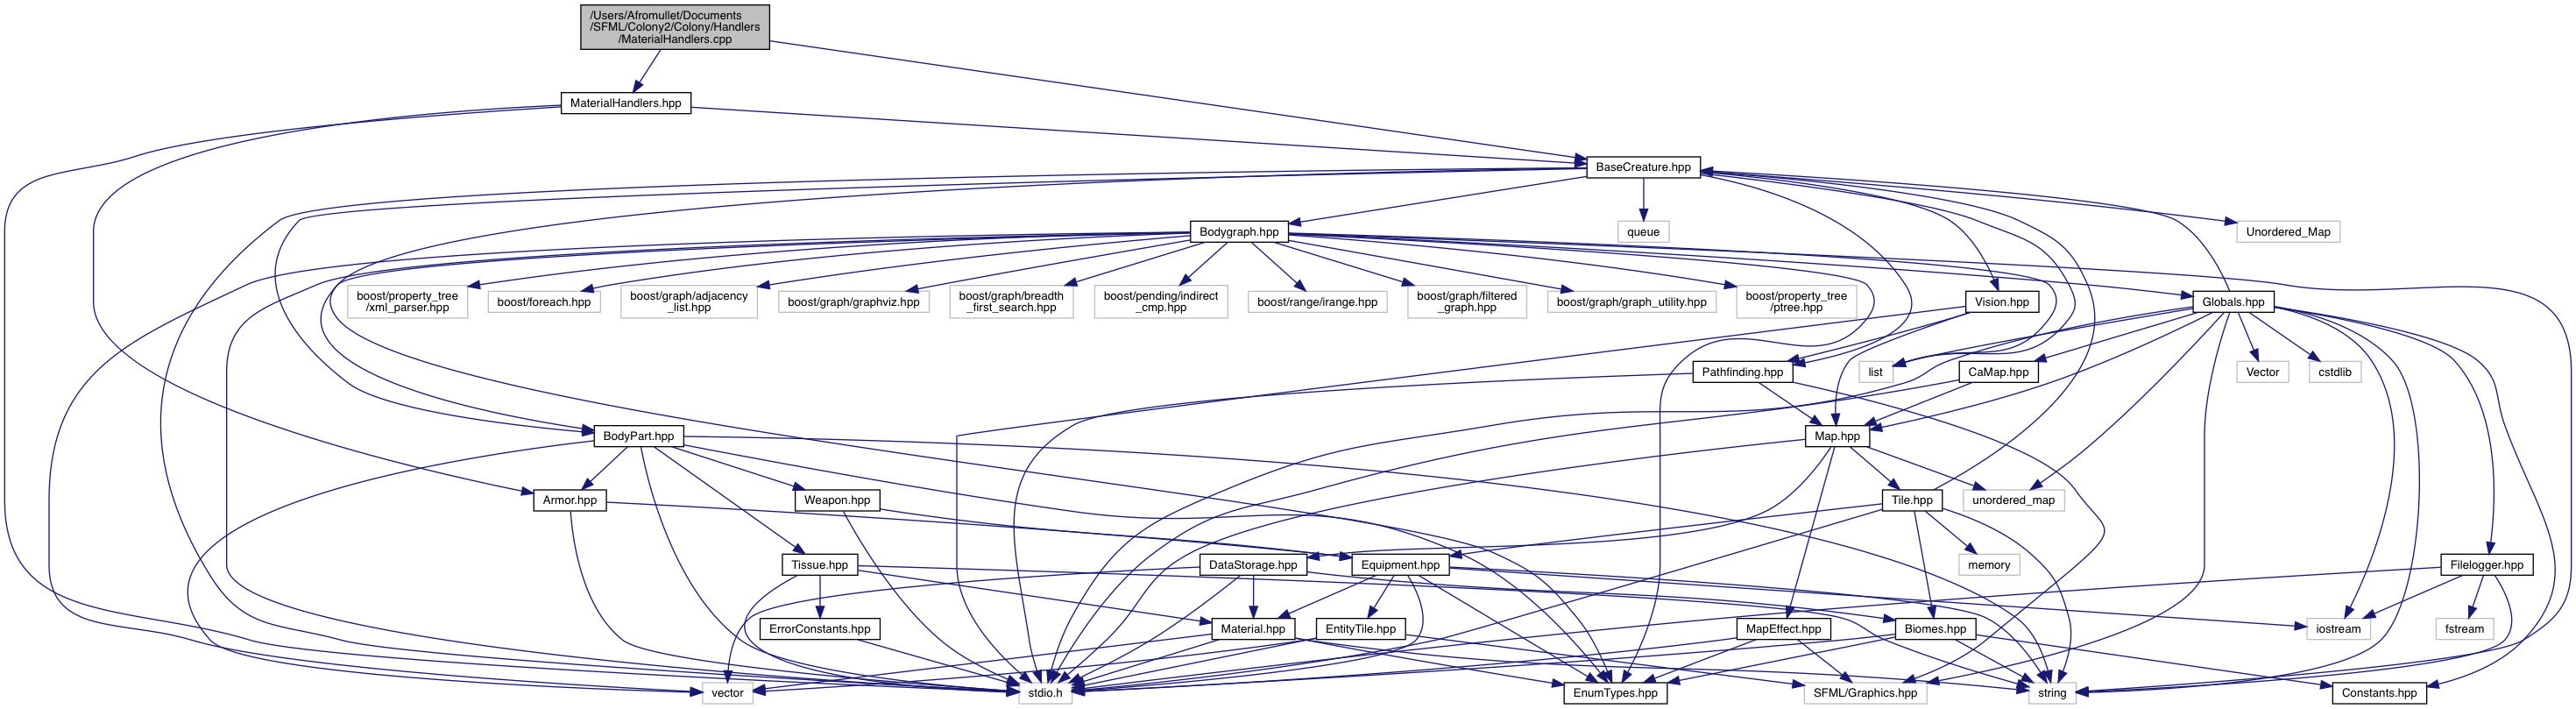 /Users/Afromullet/Documents
/SFML/Colony2/Colony/Handlers
/MaterialHandlers.cpp
MaterialHandlers.hpp
BaseCreature.hpp
Bodygraph.hpp
queue
Unordered_Map
boost/property_tree
/xml_parser.hpp
boost/foreach.hpp
boost/graph/adjacency
_list.hpp
boost/graph/graphviz.hpp
boost/graph/breadth
_first_search.hpp
boost/pending/indirect
_cmp.hpp
boost/range/irange.hpp
boost/graph/filtered
_graph.hpp
boost/graph/graph_utility.hpp
boost/property_tree
/ptree.hpp
Vision.hpp
Globals.hpp
Pathfinding.hpp
list
CaMap.hpp
Vector
cstdlib
BodyPart.hpp
Map.hpp
Armor.hpp
Weapon.hpp
Tile.hpp
unordered_map
Tissue.hpp
DataStorage.hpp
Equipment.hpp
memory
Filelogger.hpp
ErrorConstants.hpp
Material.hpp
EntityTile.hpp
MapEffect.hpp
Biomes.hpp
iostream
fstream
vector
stdio.h
EnumTypes.hpp
SFML/Graphics.hpp
string
Constants.hpp